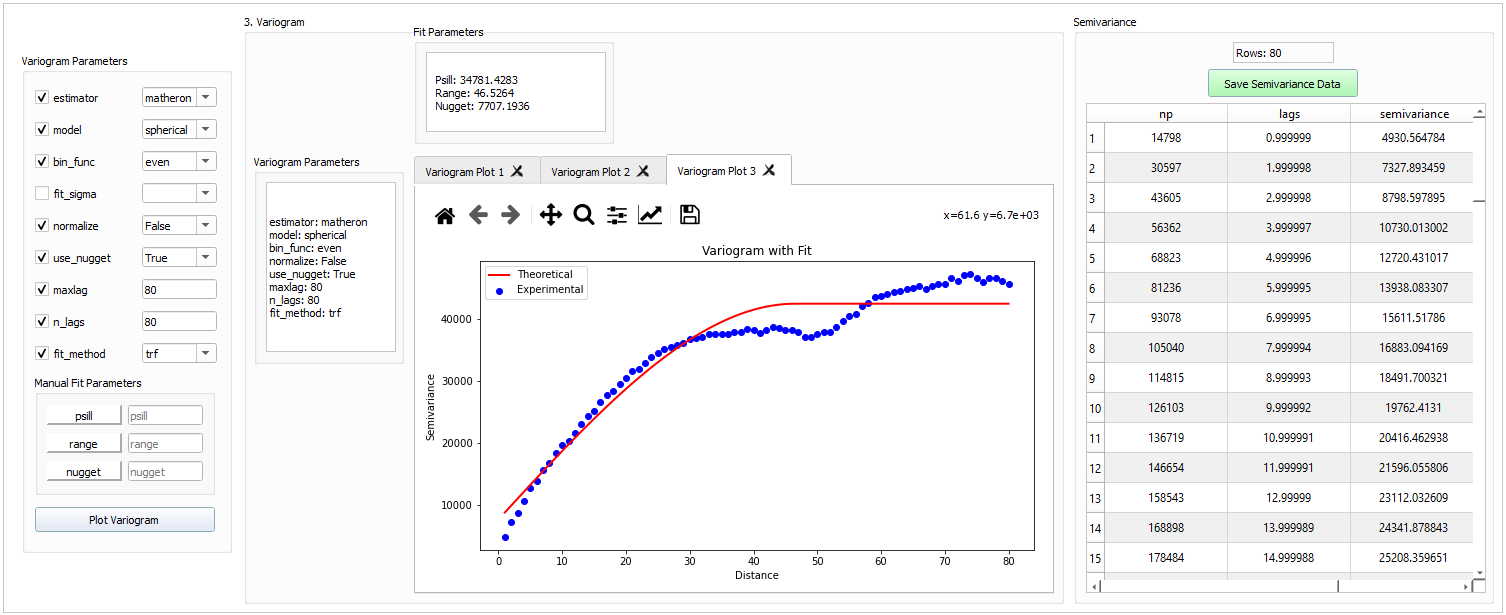 Variogram Parameters
estimator matheron
model spherical
bin_func even
fit_sigma
normalize False
use_nugget True
maxlag 80
n_lags 80
fit_method trf
Manual Fit Parameters
psill psill
range range
nugget nugget
Plot Variogram
3. Variogram
Fit Parameters
Psill: 34781.4283
Range: 46.5264
Nugget: 7707.1936
Variogram Parameters
estimator: matheron
model: spherical
bin_func: even
normalize: False
use_nugget: True
maxlag: 80
n_lags: 80
fit_method: trf
Variogram Plot 1 Variogram Plot 2 Variogram Plot 3
x=61.6 y=6.7e+03
Variogram with Fit
Theoretical
Experimental
Semivariance
40000
30000
20000
10000
0 10 20 30 40 50 60 70 80
Distance
Semivariance
Rows: 80
Save Semivariance Data
np lags semivariance
1 14798 0.999999 4930.564784
2 30597 1.999998 7327.893459
3 43605 2.999998 8798.597895
4 56362 3.999997 10730.013002
5 68823 4.999996 12720.431017
6 81236 5.999995 13938.083307
7 93078 6.999995 15611.51786
8 105040 7.999994 16883.094169
9 114815 8.999993 18491.700321
10 126103 9.999992 19762.4131
11 136719 10.999991 20416.462938
12 146654 11.999991 21596.055806
13 158543 12.99999 23112.032609
14 168898 13.999989 24341.878843
15 178484 14.999988 25208.359651